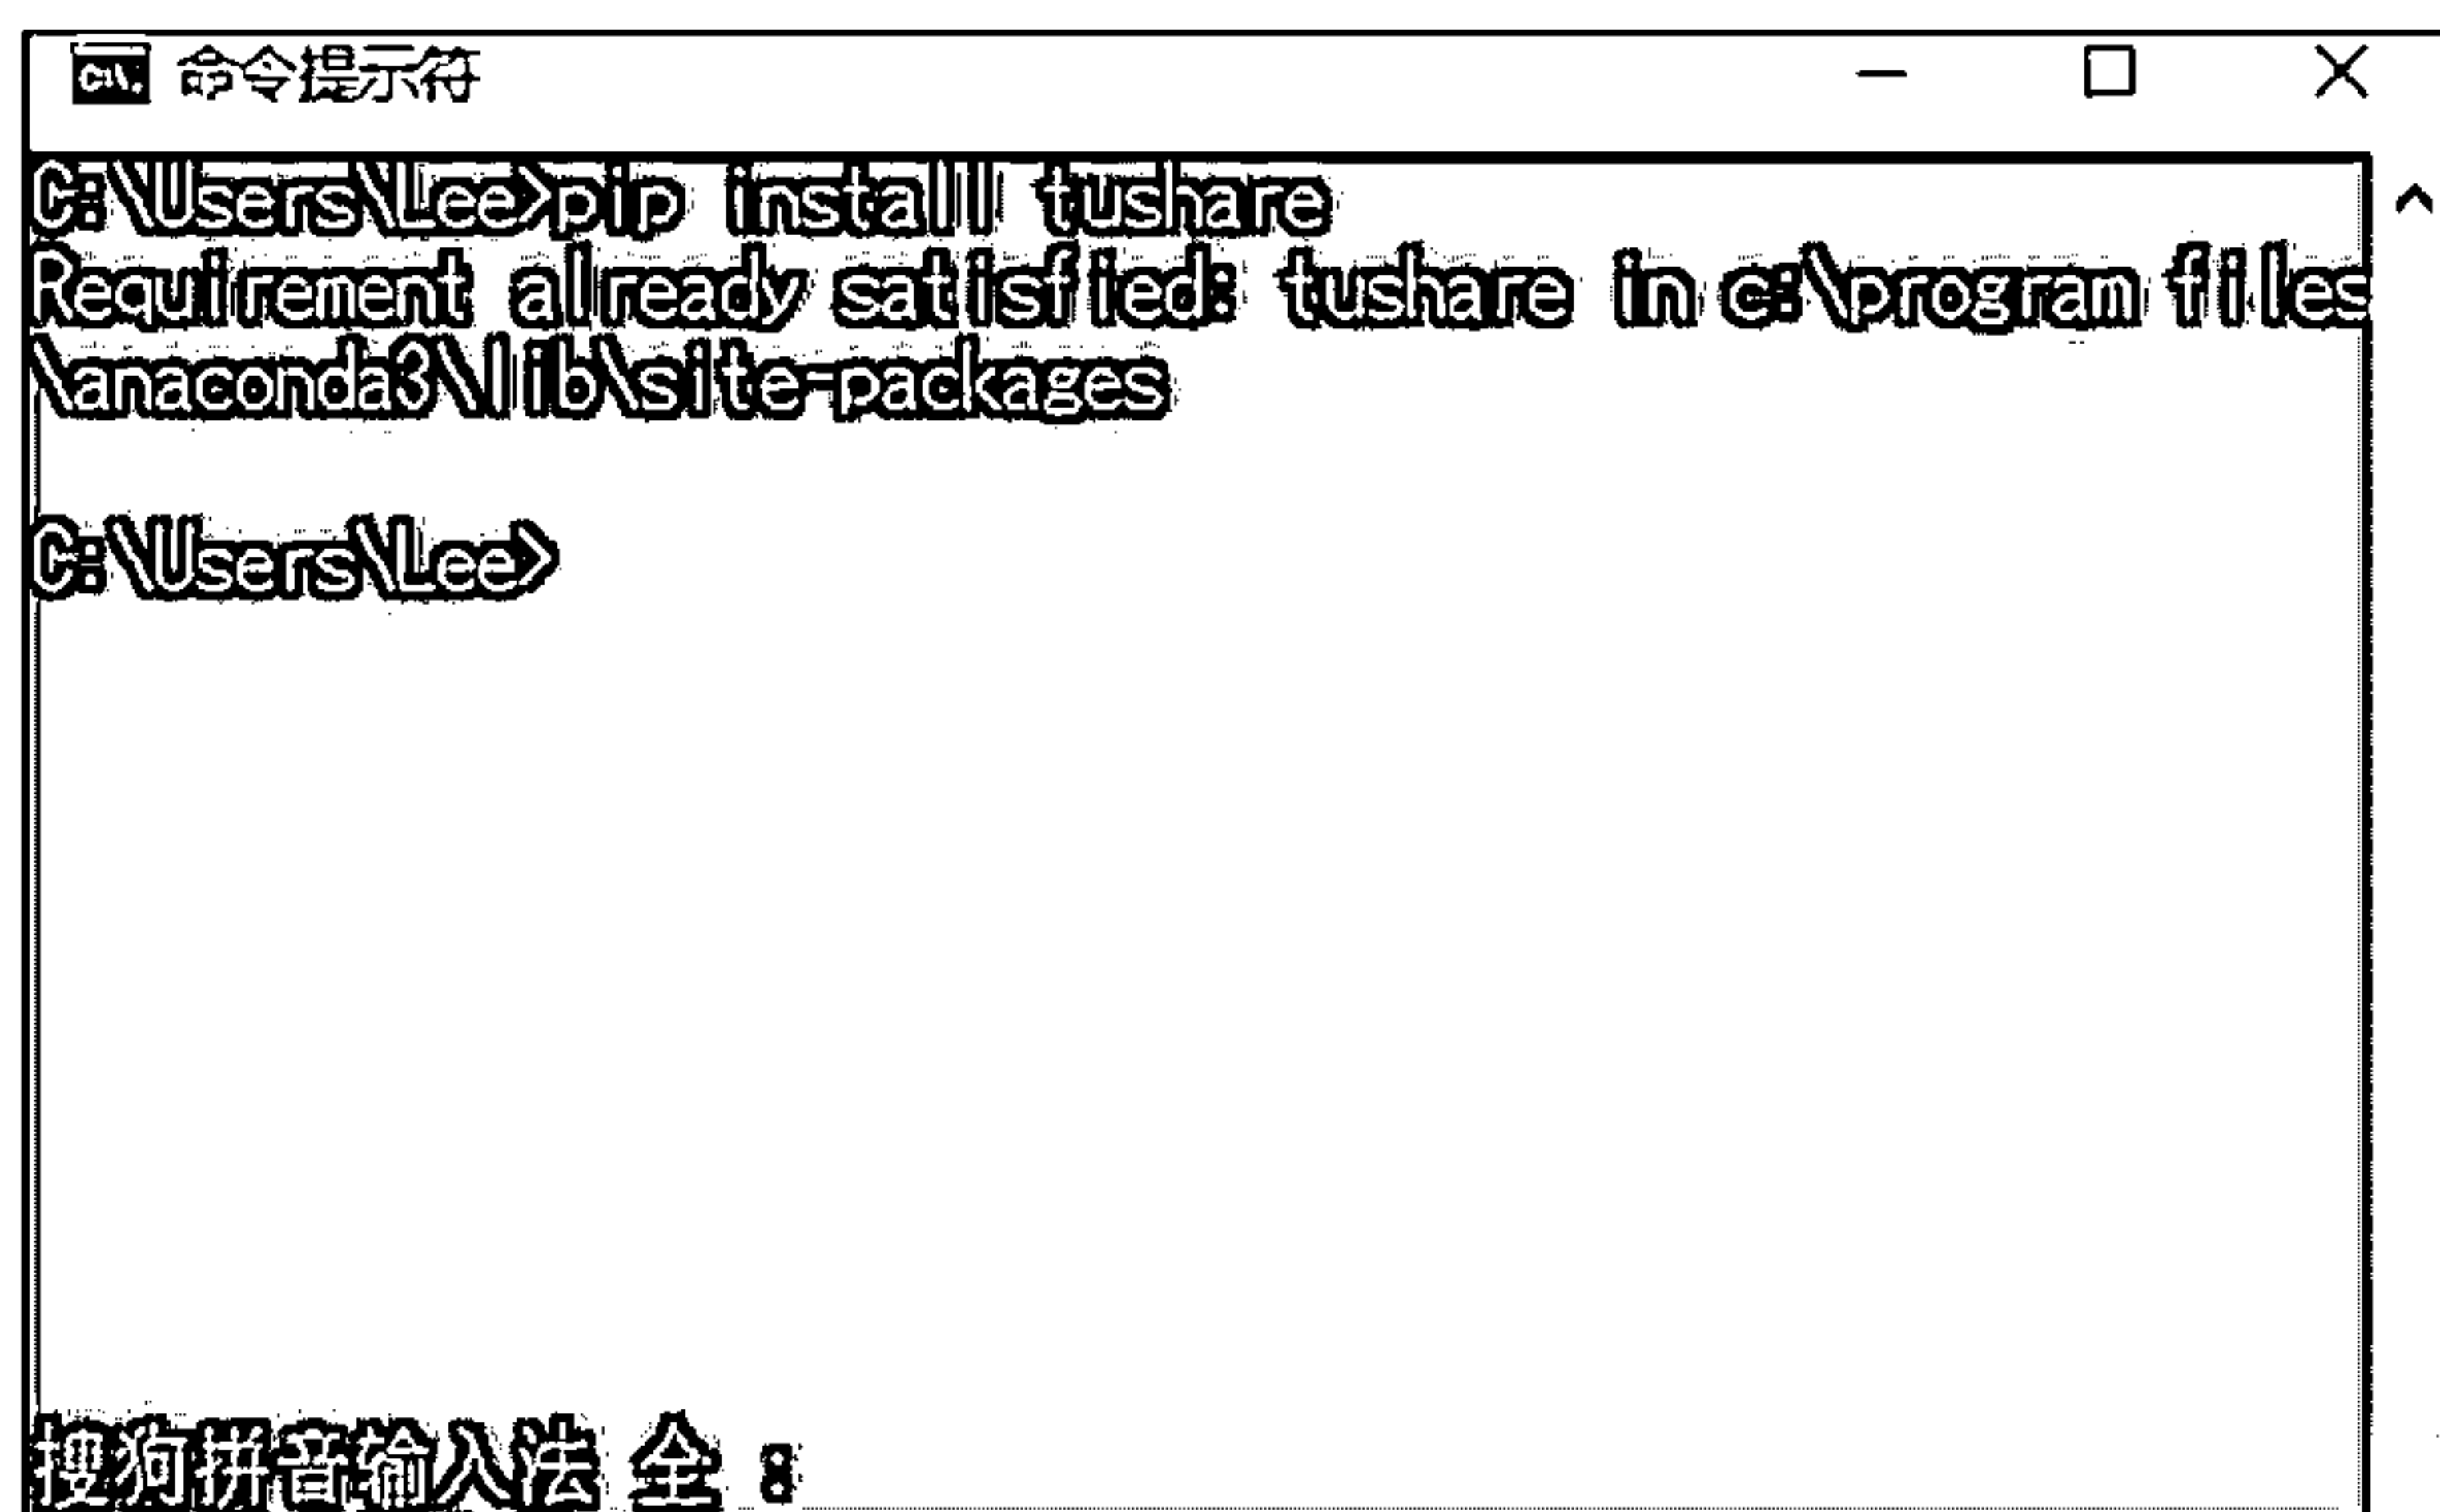 C:\. 命令提示符
C:\Users\Lee>pip install tushare
Requirement already satisfied: tushare in c:\program files
\anaconda3\lib\site-packages
C:\Users\Lee>
搜狗拼音输入法 全 :